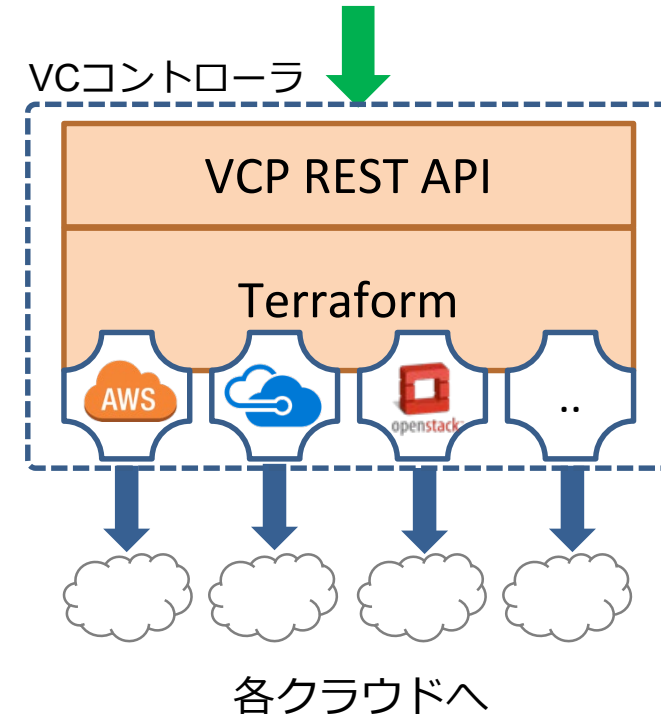 VCコントローラ
VCP REST API
Terraform
AWS
openstack
..
各クラウドへ